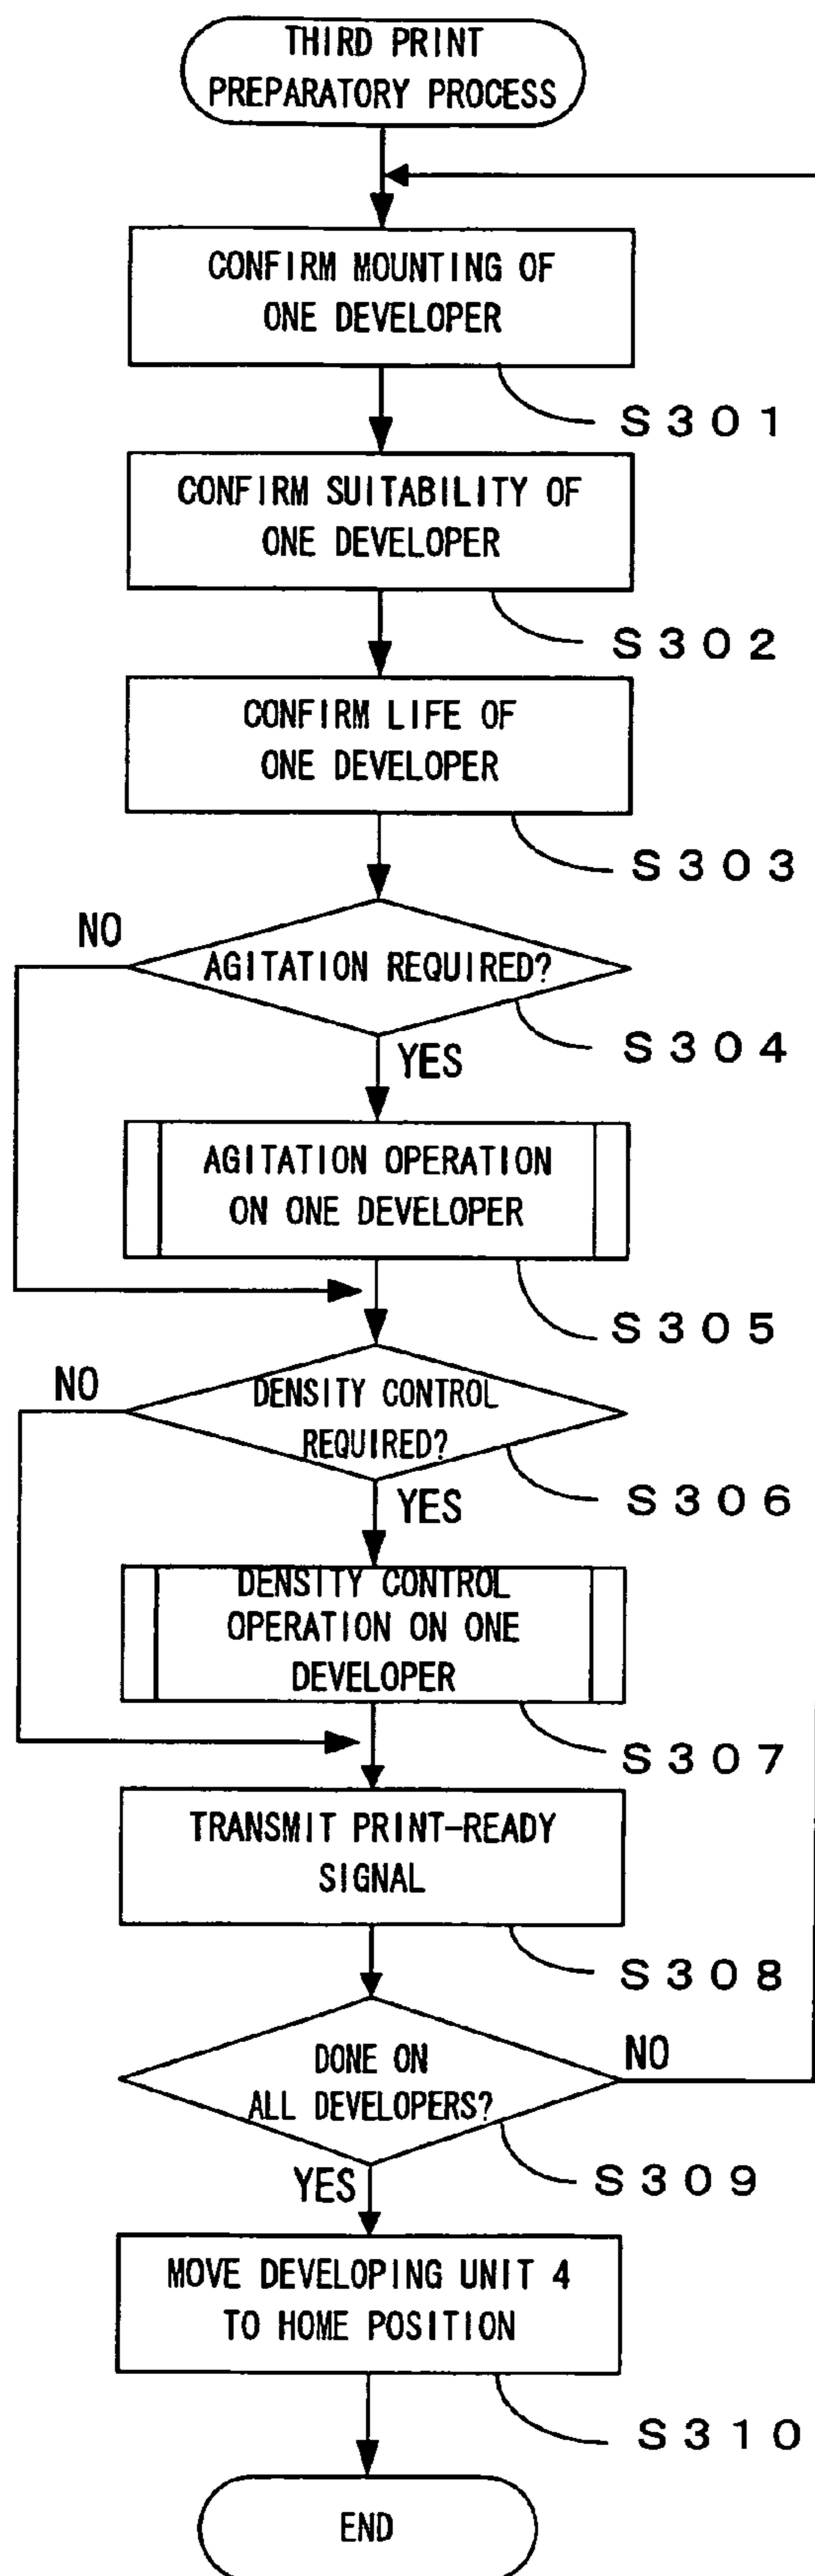 THIRD PRINT
PREPARATORY PROCESS
CONFIRM MOUNTING OF
ONE DEVELOPER
S301
CONFIRM SUITABILITY OF
ONE DEVELOPER
S302
CONFIRM LIFE OF
ONE DEVELOPER
S303
NO
AGITATION REQUIRED?
S304
YES
AGITATION OPERATION
ON ONE DEVELOPER
S305
NO
DENSITY CONTROL
REQUIRED?
S306
YES
DENSITY CONTROL
OPERATION ON ONE
DEVELOPER
S307
TRANSMIT PRINT-READY
SIGNAL
S308
DONE ON
ALL DEVELOPERS?
NO
S309
YES
MOVE DEVELOPING UNIT 4
TO HOME POSITION
S310
END